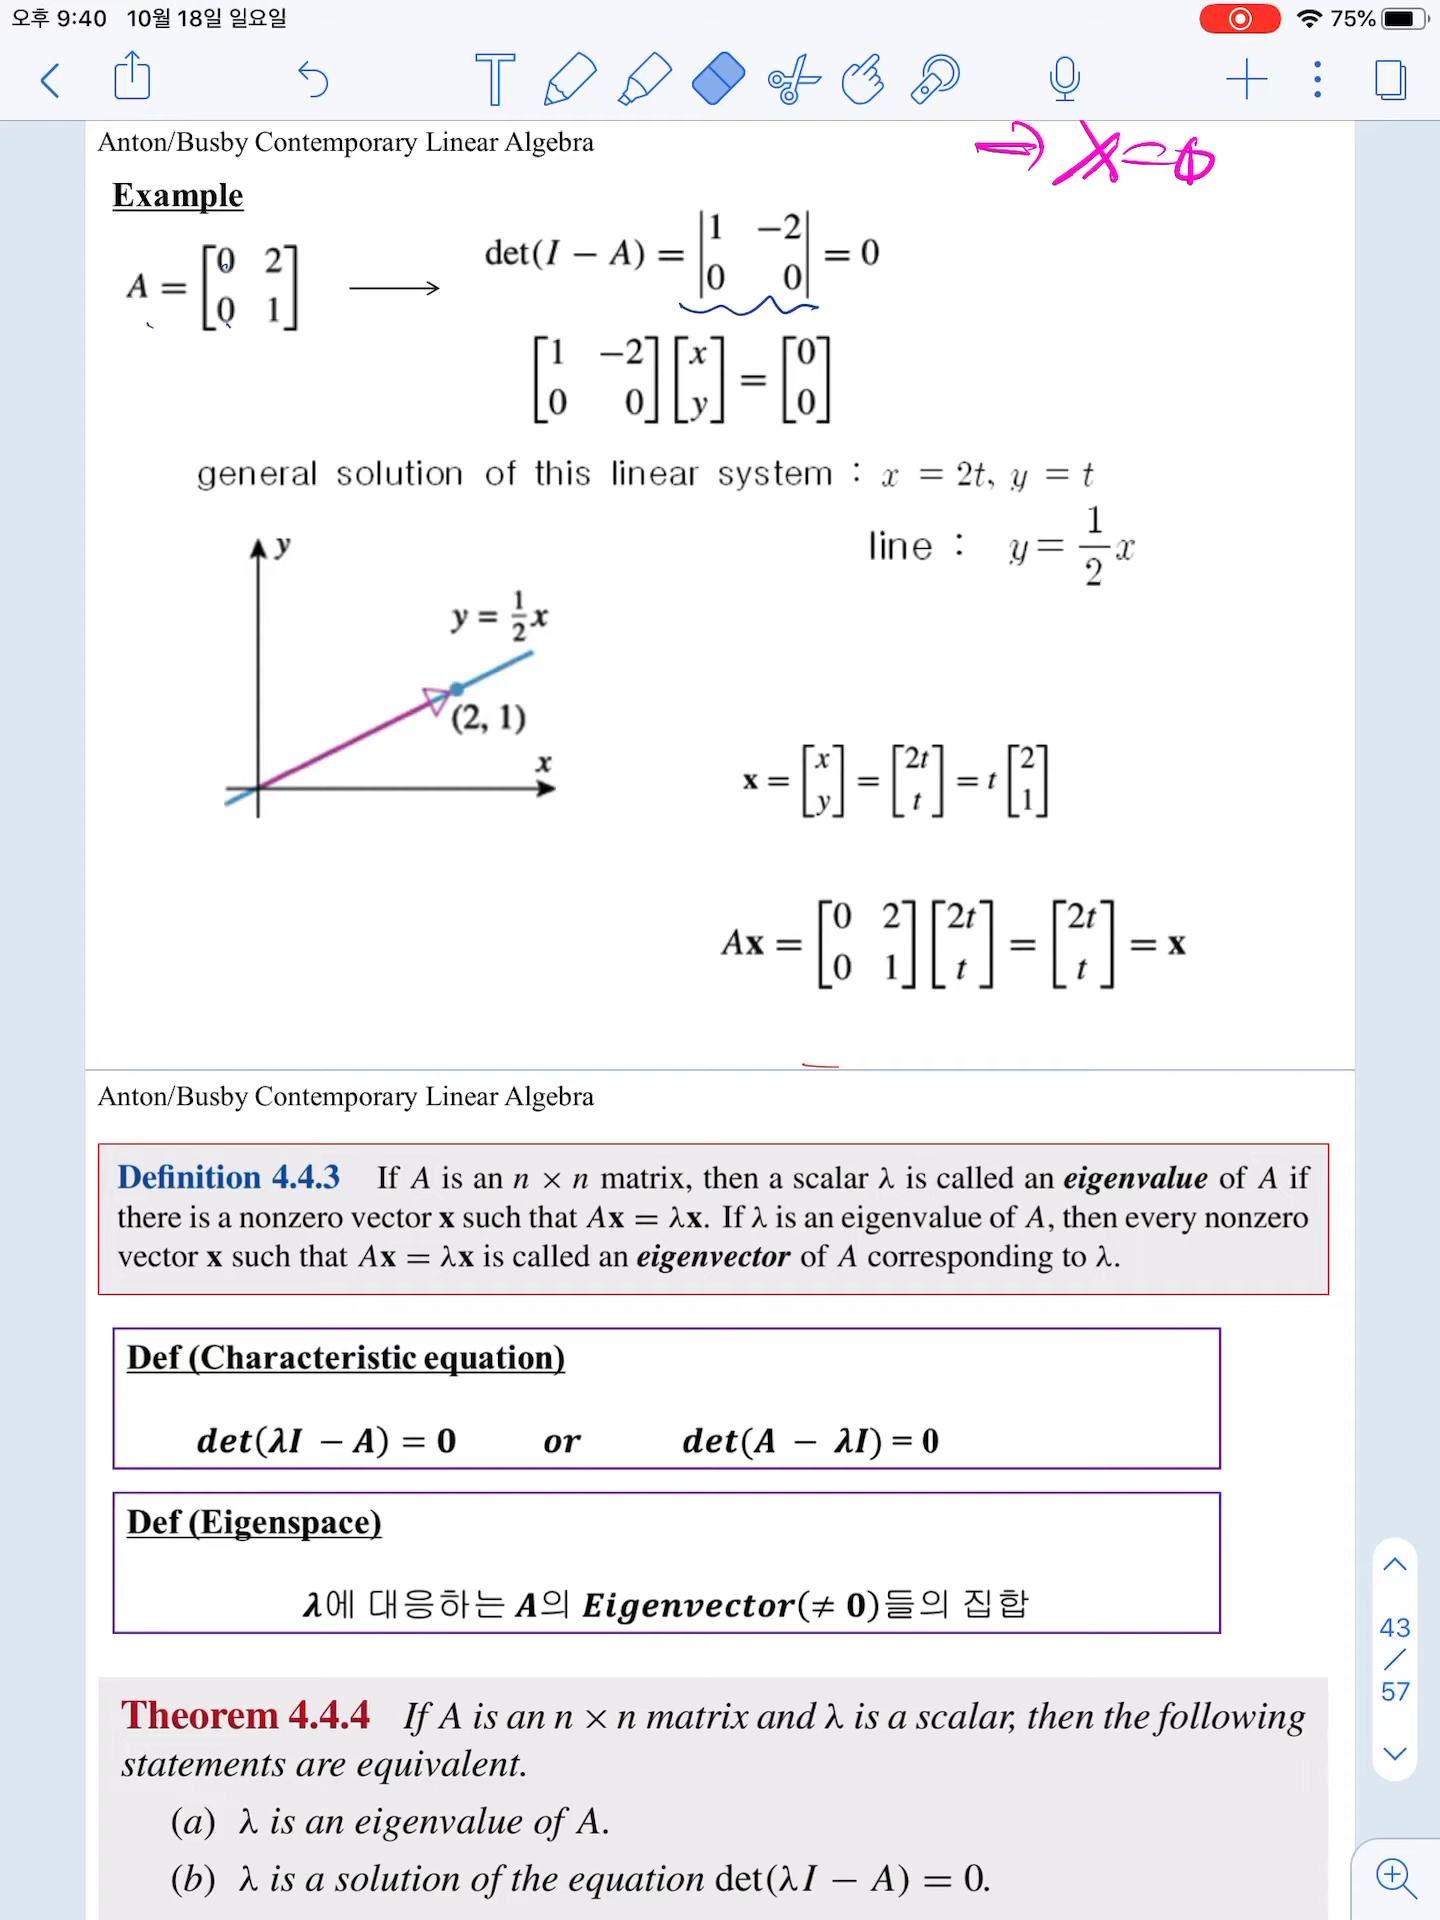 오후 9:40 10월 18일 일요일 75%
Anton/Busby Contemporary Linear Algebra
⇒ x=0
Example
A = [0 2; 0 1] ⟶ det(I − A) = |1 −2; 0 0| = 0
[1 −2; 0 0] [x; y] = [0; 0]
general solution of this linear system : x = 2t, y = t
line : y = 1/2 x
y
y = 1/2 x
(2, 1)
x
x = [x; y] = [2t; t] = t [2; 1]
Ax = [0 2; 0 1] [2t; t] = [2t; t] = x
Anton/Busby Contemporary Linear Algebra
Definition 4.4.3 If A is an n × n matrix, then a scalar λ is called an eigenvalue of A if
there is a nonzero vector x such that Ax = λx. If λ is an eigenvalue of A, then every nonzero
vector x such that Ax = λx is called an eigenvector of A corresponding to λ.
Def (Characteristic equation)
det(λI − A) = 0 or det(A − λI) = 0
Def (Eigenspace)
λ에 대응하는 A의 Eigenvector(≠ 0)들의 집합
43
/
57
Theorem 4.4.4 If A is an n × n matrix and λ is a scalar, then the following
statements are equivalent.
(a) λ is an eigenvalue of A.
(b) λ is a solution of the equation det(λI − A) = 0.